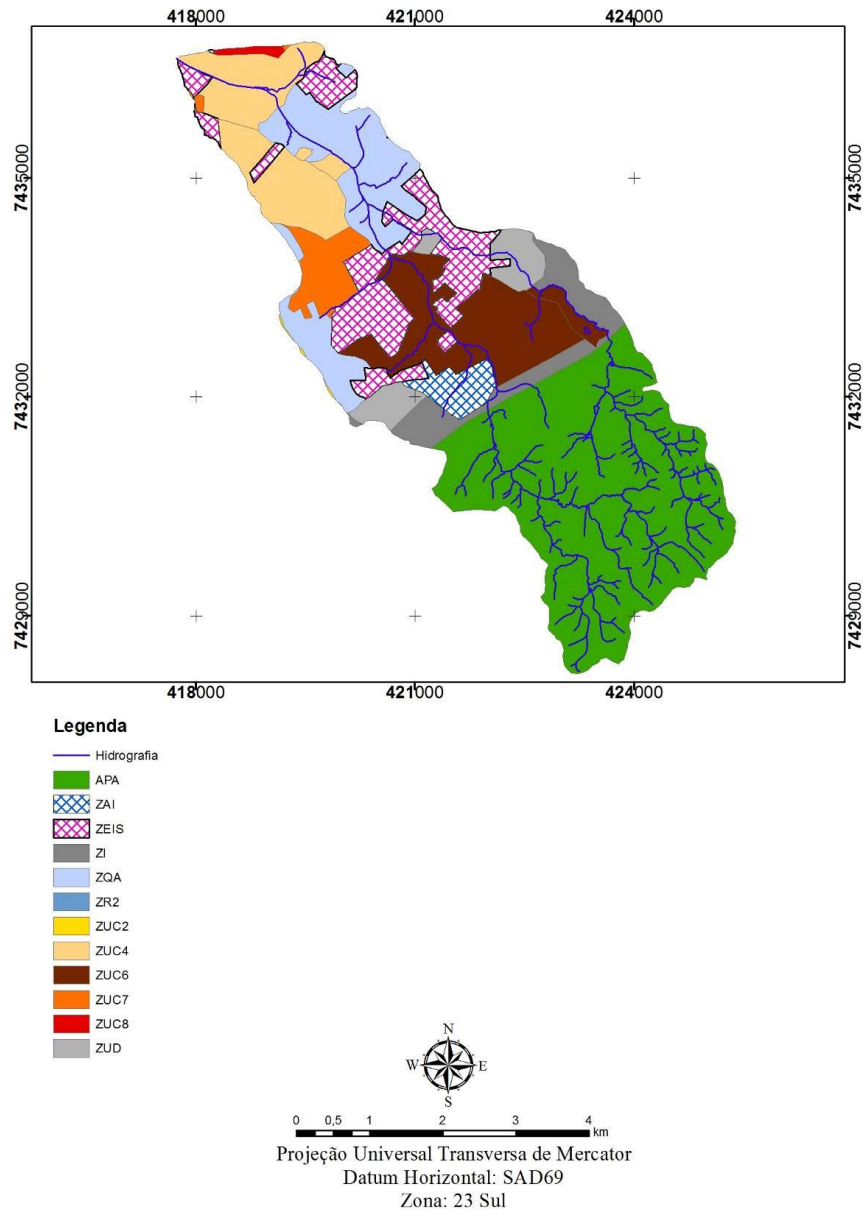 418000 421000 424000
7435000 7435000
7432000 7432000
7429000 7429000
418000 421000 424000
Legenda
Hidrografia
APA
ZAI
ZEIS
ZI
ZQA
ZR2
ZUC2
ZUC4
ZUC6
ZUC7
ZUC8
ZUD
N
W E
S
0 0,5 1 2 3 4
km
Projeção Universal Transversa de Mercator
Datum Horizontal: SAD69
Zona: 23 Sul